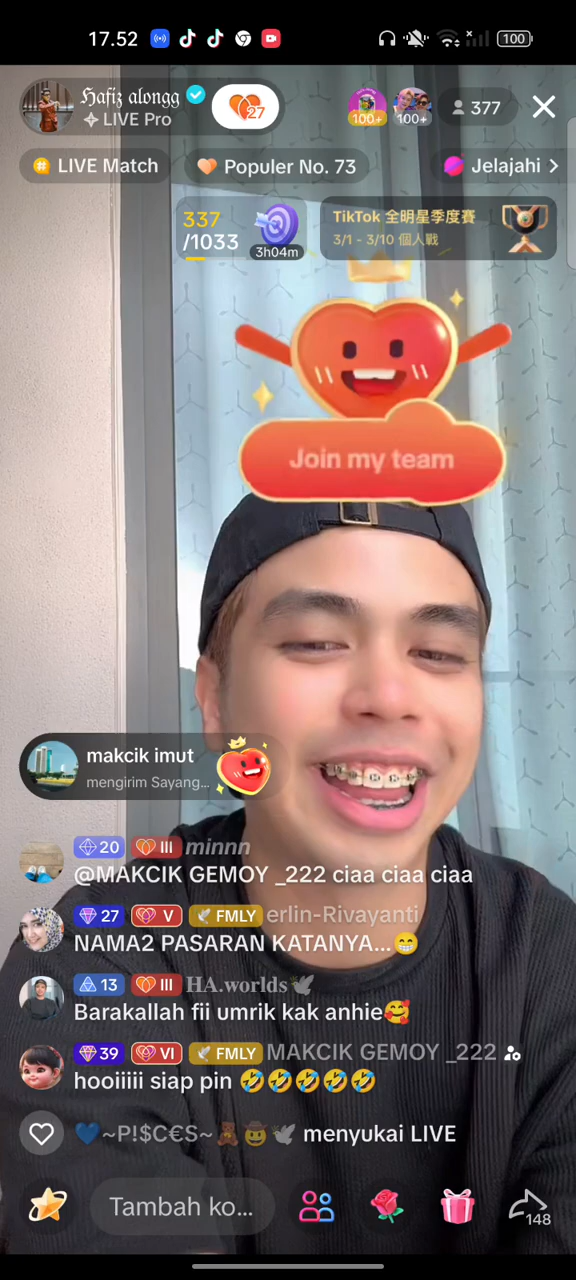 17.52
100
Hafiz alongg
LIVE Pro
27
100+
100+
377
LIVE Match
Populer No. 73
Jelajahi >
337
/1033
3h04m
TikTok 全明星季度賽
3/1 - 3/10 個人戰
Join my team
makcik imut
mengirim Sayang...
20 III minnn
@MAKCIK GEMOY _222 ciaa ciaa ciaa
27 V FMLY erlin-Rivayanti
NAMA2 PASARAN KATANYA...😁
13 III HA.worlds🕊️
Barakallah fii umrik kak anhie🥰
39 VI FMLY MAKCIK GEMOY _222
hooiiiii siap pin 🤣🤣🤣🤣🤣
💙~P!$C€S~🧸🤠🕊️ menyukai LIVE
Tambah ko...
148